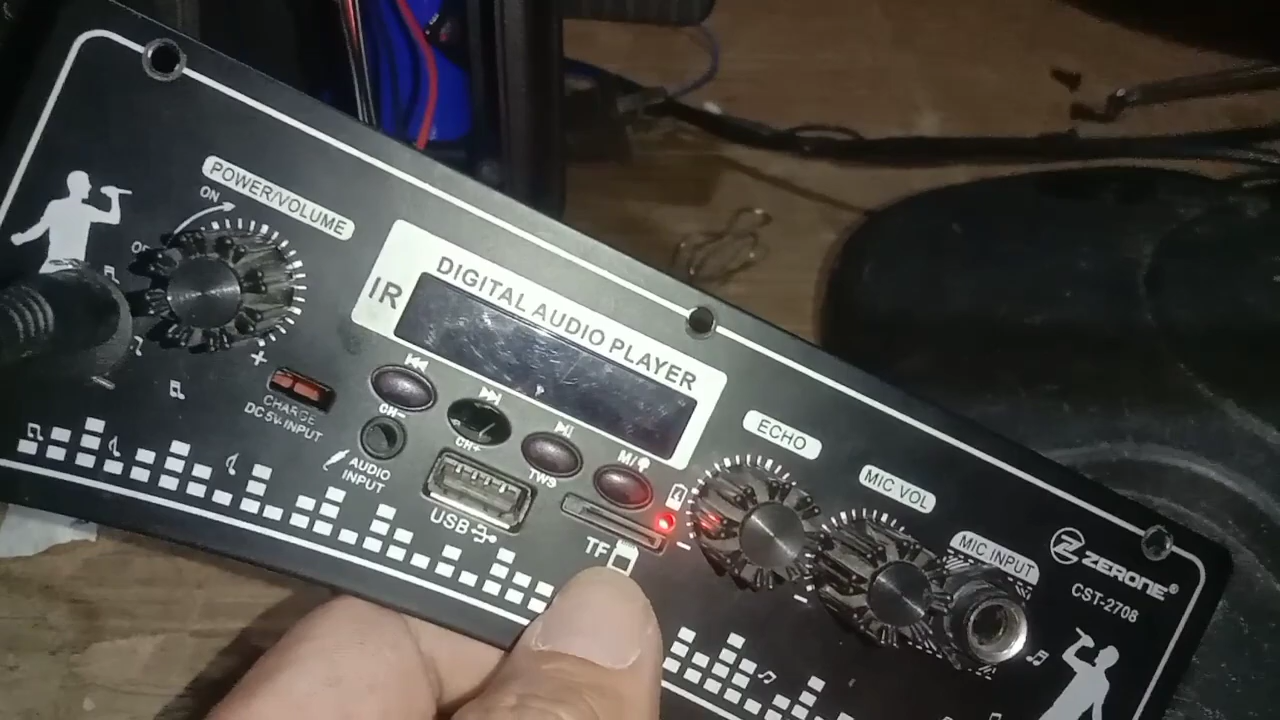 POWER/VOLUME
ON
DIGITAL AUDIO PLAYER
IR
CHARGE
DC 5V INPUT
CH-
CH+
TWS
M/
AUDIO
INPUT
USB
TF
ECHO
MIC VOL
MIC INPUT
ZERONE®
CST-2708